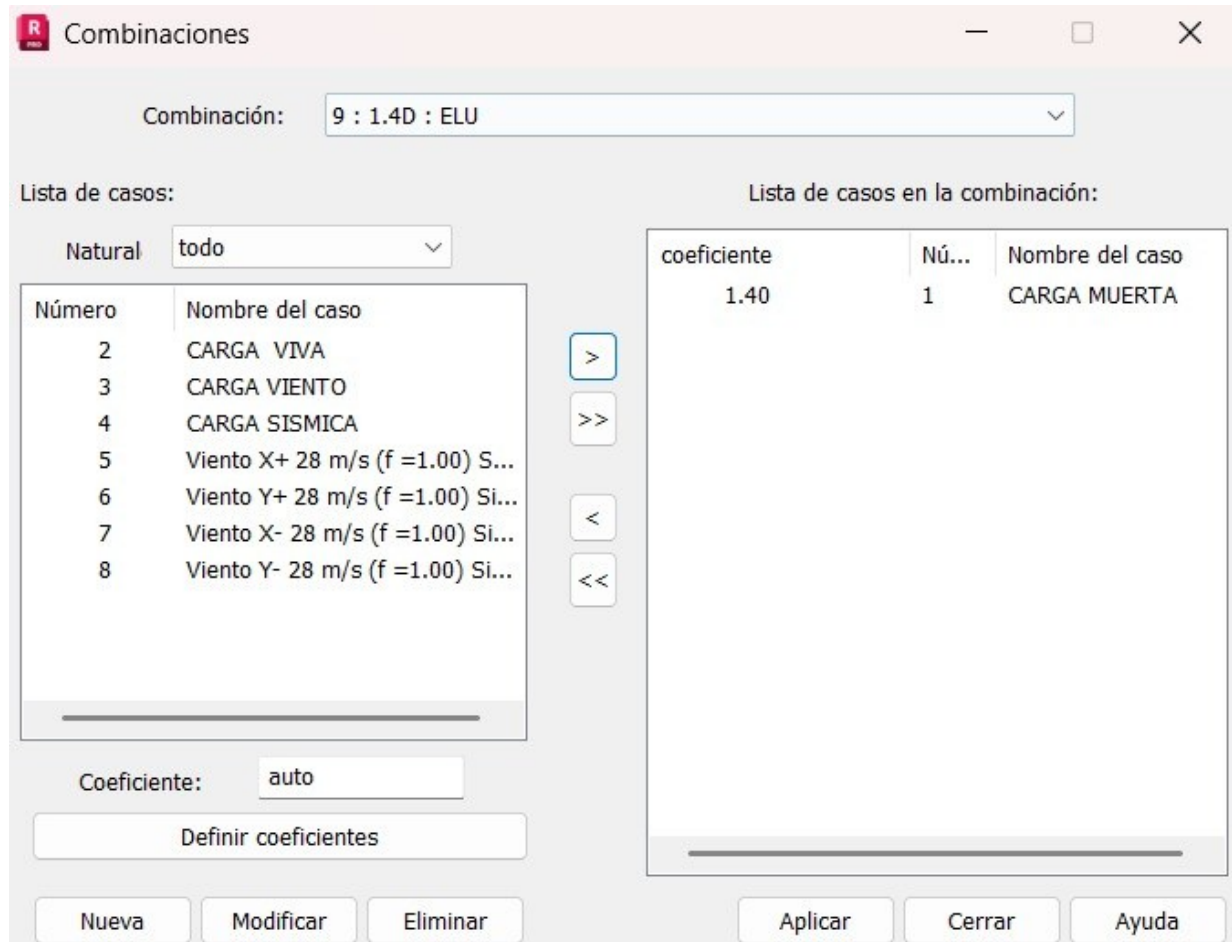 R
PRO
Combinaciones
Combinación: 9 : 1.4D : ELU
Lista de casos:
Natural todo
Número Nombre del caso
2 CARGA VIVA
3 CARGA VIENTO
4 CARGA SISMICA
5 Viento X+ 28 m/s (f =1.00) S...
6 Viento Y+ 28 m/s (f =1.00) Si...
7 Viento X- 28 m/s (f =1.00) Si...
8 Viento Y- 28 m/s (f =1.00) Si...
Coeficiente: auto
Definir coeficientes
Nueva Modificar Eliminar
>
>>
<
<<
Lista de casos en la combinación:
coeficiente Nú... Nombre del caso
1.40 1 CARGA MUERTA
Aplicar Cerrar Ayuda